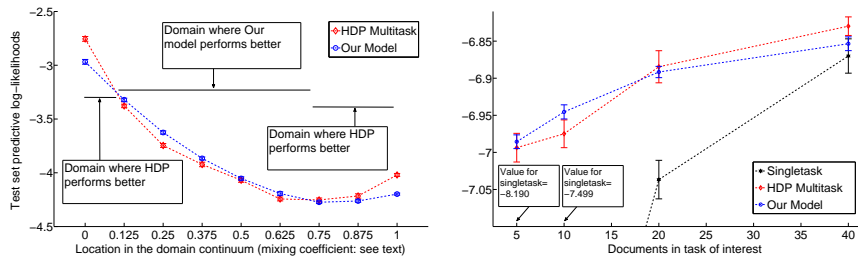 Test set predictive log-likelihoods
-2.5
-3
-3.5
-4
-4.5
Domain where Our
model performs better
HDP Multitask
Our Model
Domain where HDP
performs better
Domain where HDP
performs better
0 0.125 0.25 0.375 0.5 0.625 0.75 0.875 1
Location in the domain continuum (mixing coefficient: see text)
-6.85
-6.9
-6.95
-7
-7.05
Value for
singletask=
-8.190
Value for
singletask=
-7.499
Singletask
HDP Multitask
Our Model
5 10 20 40
Documents in task of interest